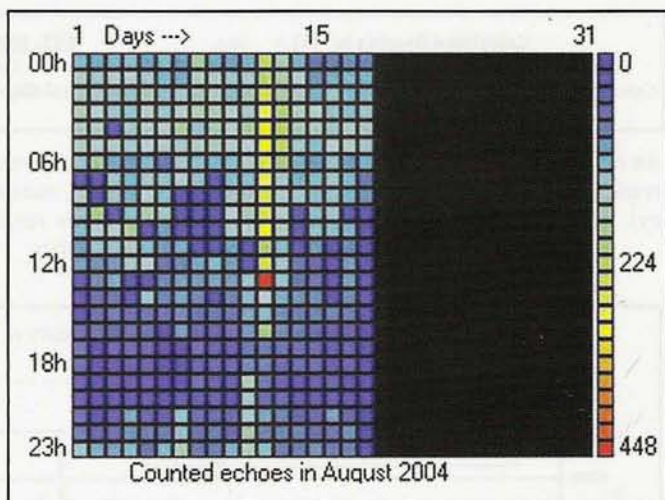 1 Days ---> 15 31
00h 0
06h
12h 224
18h
23h 448
Counted echoes in August 2004